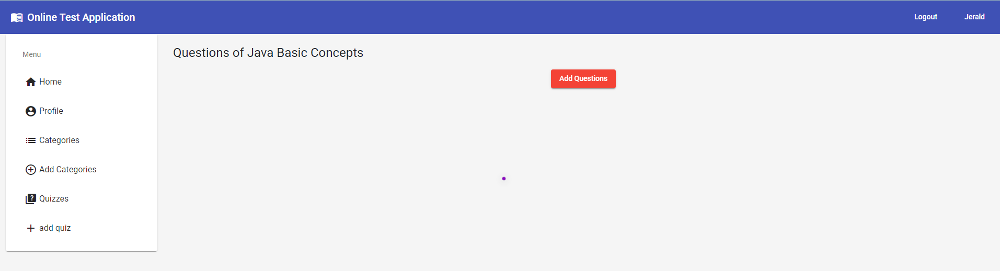 Online Test Application
Logout
Jerald
Menu
Home
Profile
Categories
Add Categories
Quizzes
add quiz
Questions of Java Basic Concepts
Add Questions